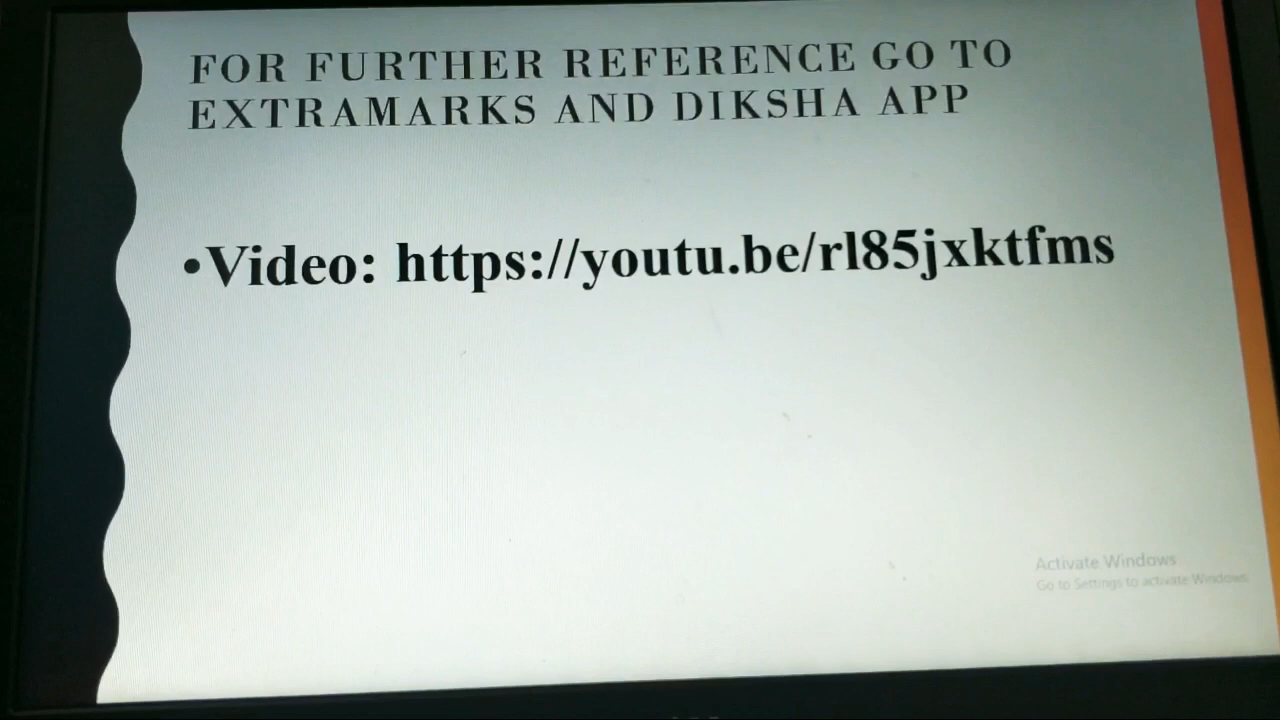 FOR FURTHER REFERENCE GO TO
EXTRAMARKS AND DIKSHA APP
•Video: https://youtu.be/rl85jxktfms
Activate Windows
Go to Settings to activate Windows.